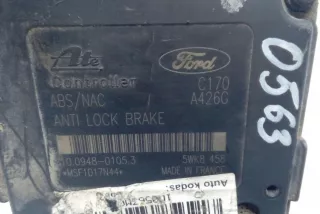 Ate
Ford
Controller
C170
ABS/NAC
A426G
ANTI LOCK BRAKE
10.0948-0105.3
5WK8 456
*MSF1D17N44*
MADE IN FRANCE
Auto Kodas:
0563